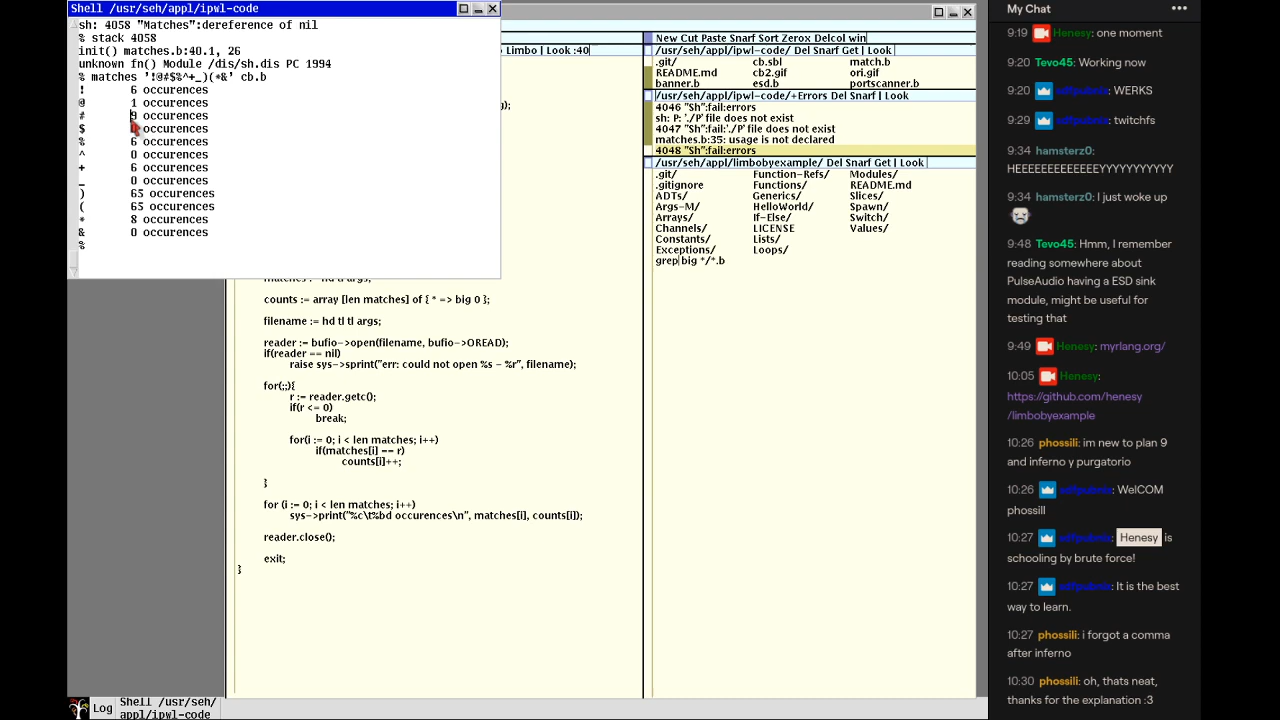 Shell /usr/seh/appl/ipwl-code
sh: 4058 "Matches":dereference of nil
% stack 4058
init() matches.b:40.1, 26
unknown fn() Module /dis/sh.dis PC 1994
% matches '!@#$%^+_)(*&' cb.b
! 6 occurences
@ 1 occurences
# 9 occurences
$ occurences
% 6 occurences
^ 0 occurences
+ 6 occurences
_ 0 occurences
) 65 occurences
( 65 occurences
* 8 occurences
& 0 occurences
%
Limbo | Look :40
);
counts := array [len matches] of { * => big 0 };
filename := hd tl tl args;
reader := bufio->open(filename, bufio->OREAD);
if(reader == nil)
raise sys->sprint("err: could not open %s – %r", filename);
for(;;){
r := reader.getc();
if(r <= 0)
break;
for(i := 0; i < len matches; i++)
if(matches[i] == r)
counts[i]++;
}
for (i := 0; i < len matches; i++)
sys->print("%c\t%bd occurences\n", matches[i], counts[i]);
reader.close();
exit;
}
New Cut Paste Snarf Sort Zerox Delcol win
/usr/seh/appl/ipwl-code/ Del Snarf Get | Look
.git/ cb.sbl match.b
README.md cb2.gif ori.gif
banner.b esd.b portscanner.b
/usr/seh/appl/ipwl-code/+Errors Del Snarf | Look
4046 "Sh":fail:errors
sh: P: './P' file does not exist
4047 "Sh":fail:'./P' file does not exist
matches.b:35: usage is not declared
4048 "Sh":fail:errors
/usr/seh/appl/limbobyexample/ Del Snarf Get | Look
.git/ Function-Refs/ Modules/
.gitignore Functions/ README.md
ADTs/ Generics/ Slices/
Args-M/ HelloWorld/ Spawn/
Arrays/ If-Else/ Switch/
Channels/ LICENSE Values/
Constants/ Lists/
Exceptions/ Loops/
grep big */*.b
Log
Shell /usr/seh/
appl/ipwl-code
My Chat
9:19 Henesy: one moment
9:20 Tevo45: Working now
9:20 sdfpubnix: WERKS
9:29 sdfpubnix: twitchfs
9:34 hamsterz0:
HEEEEEEEEEEEEEYYYYYYYYYYY
9:34 hamsterz0: I just woke up
9:48 Tevo45: Hmm, I remember
reading somewhere about
PulseAudio having a ESD sink
module, might be useful for
testing that
9:49 Henesy: myrlang.org/
10:05 Henesy:
https://github.com/henesy
/limbobyexample
10:26 phossili: im new to plan 9
and inferno y purgatorio
10:26 sdfpubnix: WelCOM
phossill
10:27 sdfpubnix: Henesy is
schooling by brute force!
10:27 sdfpubnix: It is the best
way to learn.
10:27 phossili: i forgot a comma
after inferno
10:30 phossili: oh, thats neat,
thanks for the explanation :3